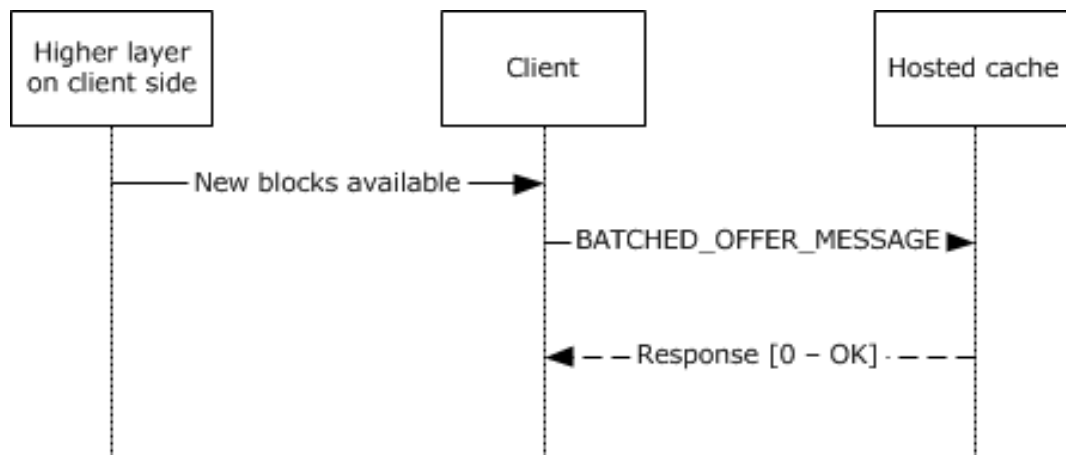 Higher layer
on client side
Client
Hosted cache
New blocks available
BATCHED_OFFER_MESSAGE
Response [0 – OK]